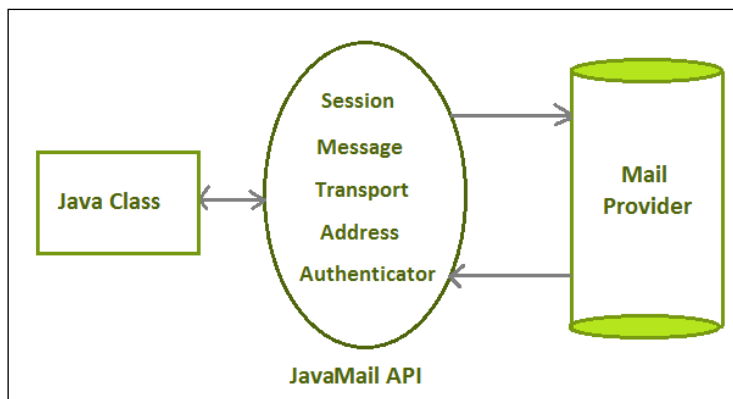 Java Class
Session
Message
Transport
Address
Authenticator
JavaMail API
Mail
Provider